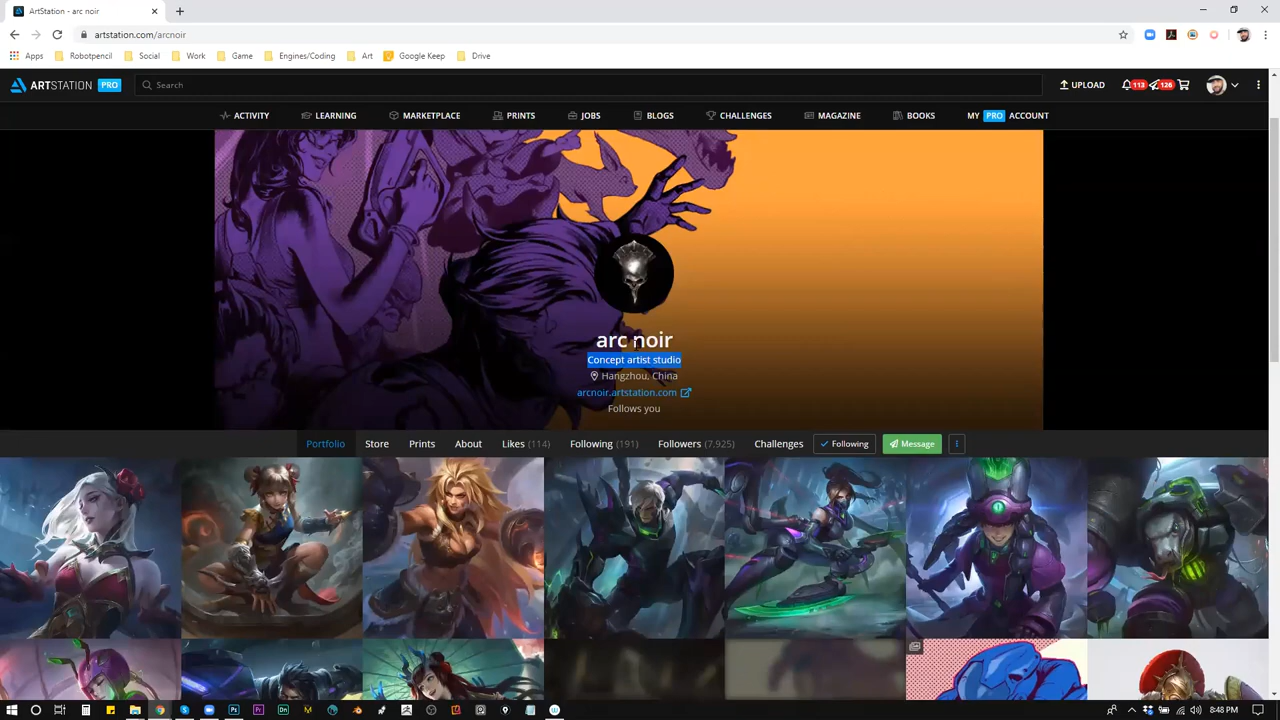 ArtStation - arc noir
artstation.com/arcnoir
Apps Robotpencil Social Work Game Engines/Coding Art Google Keep Drive
ARTSTATION PRO Search UPLOAD 113 126
ACTIVITY LEARNING MARKETPLACE PRINTS JOBS BLOGS CHALLENGES MAGAZINE BOOKS MY PRO ACCOUNT
arc noir
Concept artist studio
Hangzhou, China
arcnoir.artstation.com
Follows you
Portfolio Store Prints About Likes (114) Following (191) Followers (7,925) Challenges Following Message
Ps Pr Dn 8:48 PM